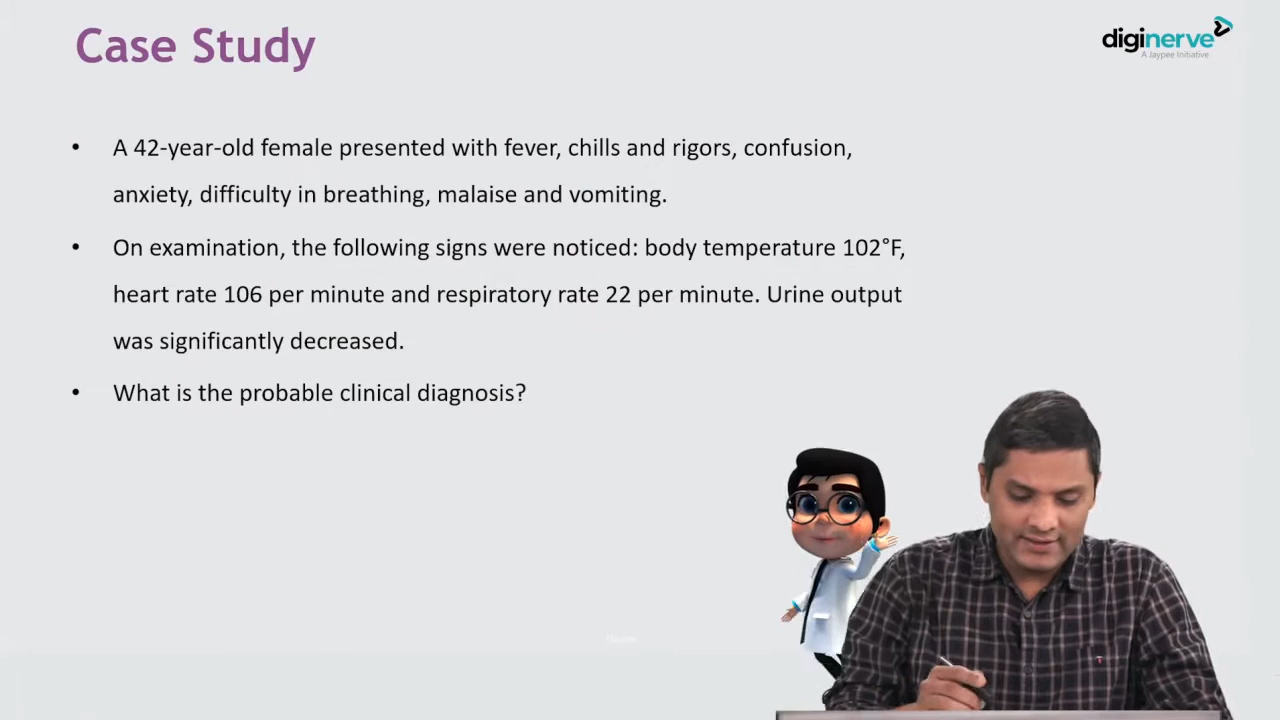 Case Study
diginerve
A Jaypee Initiative
• A 42-year-old female presented with fever, chills and rigors, confusion,
anxiety, difficulty in breathing, malaise and vomiting.
• On examination, the following signs were noticed: body temperature 102°F,
heart rate 106 per minute and respiratory rate 22 per minute. Urine output
was significantly decreased.
• What is the probable clinical diagnosis?